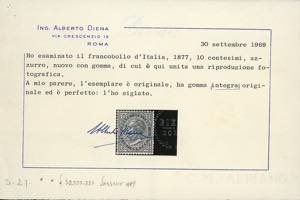 ING. ALBERTO DIENA
VIA CRESCENZIO 19
ROMA
30 settembre 1969
Ho esaminato il francobollo d'Italia, 1877, 10 centesimi, az-
zurro, nuovo con gomma, di cui è qui unita una riproduzione fo-
tografica.
A mio parere, l'esemplare è originale, ha gomma integra origi-
nale ed è perfetto: l'ho siglato.
Alberto Diena